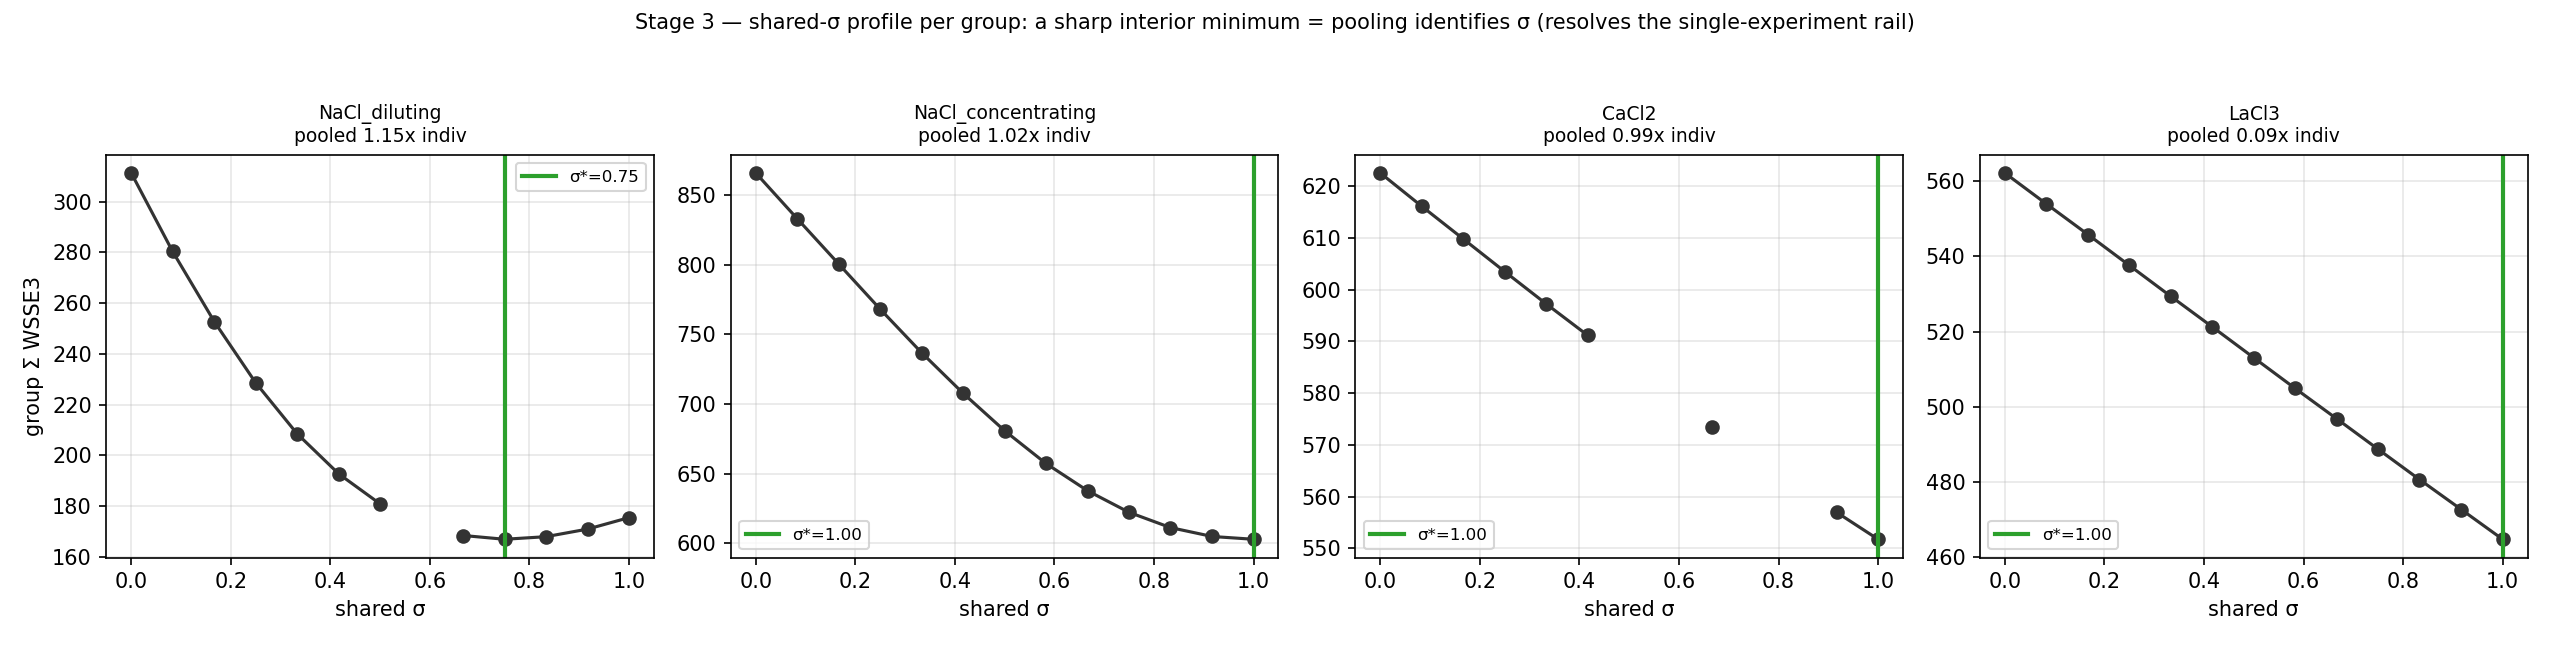 Stage 3 — shared-σ profile per group: a sharp interior minimum = pooling identifies σ (resolves the single-experiment rail)
NaCl_diluting
pooled 1.15x indiv
group Σ WSSE3
300
280
260
240
220
200
180
160
σ*=0.75
0.0 0.2 0.4 0.6 0.8 1.0
shared σ
NaCl_concentrating
pooled 1.02x indiv
850
800
750
700
650
600
σ*=1.00
0.0 0.2 0.4 0.6 0.8 1.0
shared σ
CaCl2
pooled 0.99x indiv
620
610
600
590
580
570
560
550
σ*=1.00
0.0 0.2 0.4 0.6 0.8 1.0
shared σ
LaCl3
pooled 0.09x indiv
560
540
520
500
480
460
σ*=1.00
0.0 0.2 0.4 0.6 0.8 1.0
shared σ